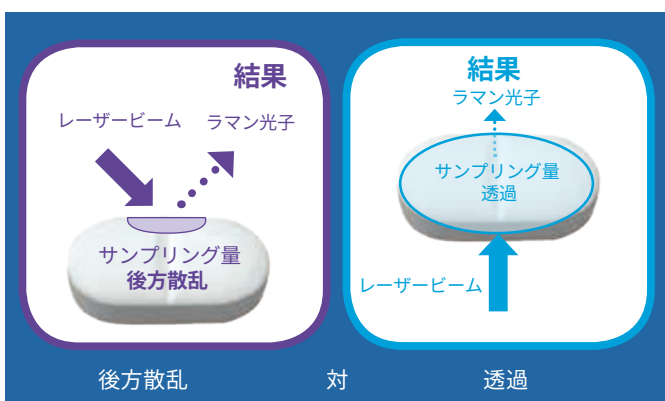 結果
レーザービーム
ラマン光子
サンプリング量
後方散乱
結果
ラマン光子
サンプリング量
透過
レーザービーム
後方散乱 対 透過